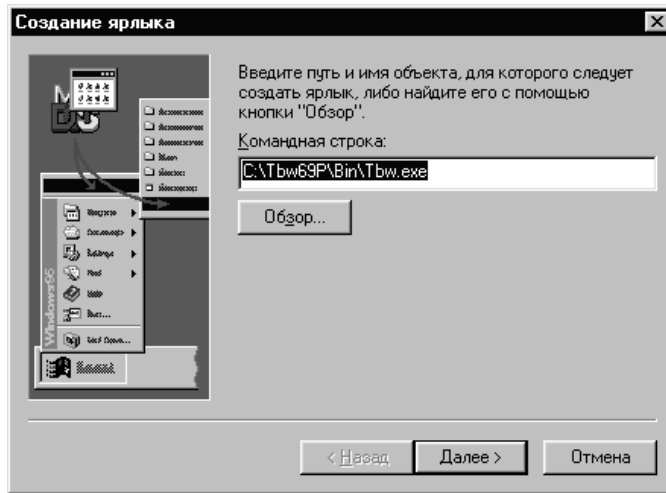 Создание ярлыка
Введите путь и имя объекта, для которого следует
создать ярлык, либо найдите его с помощью
кнопки "Обзор".
Командная строка:
C:\Tbw69P\Bin\Tbw.exe
Обзор...
Windows95
< Назад
Далее >
Отмена